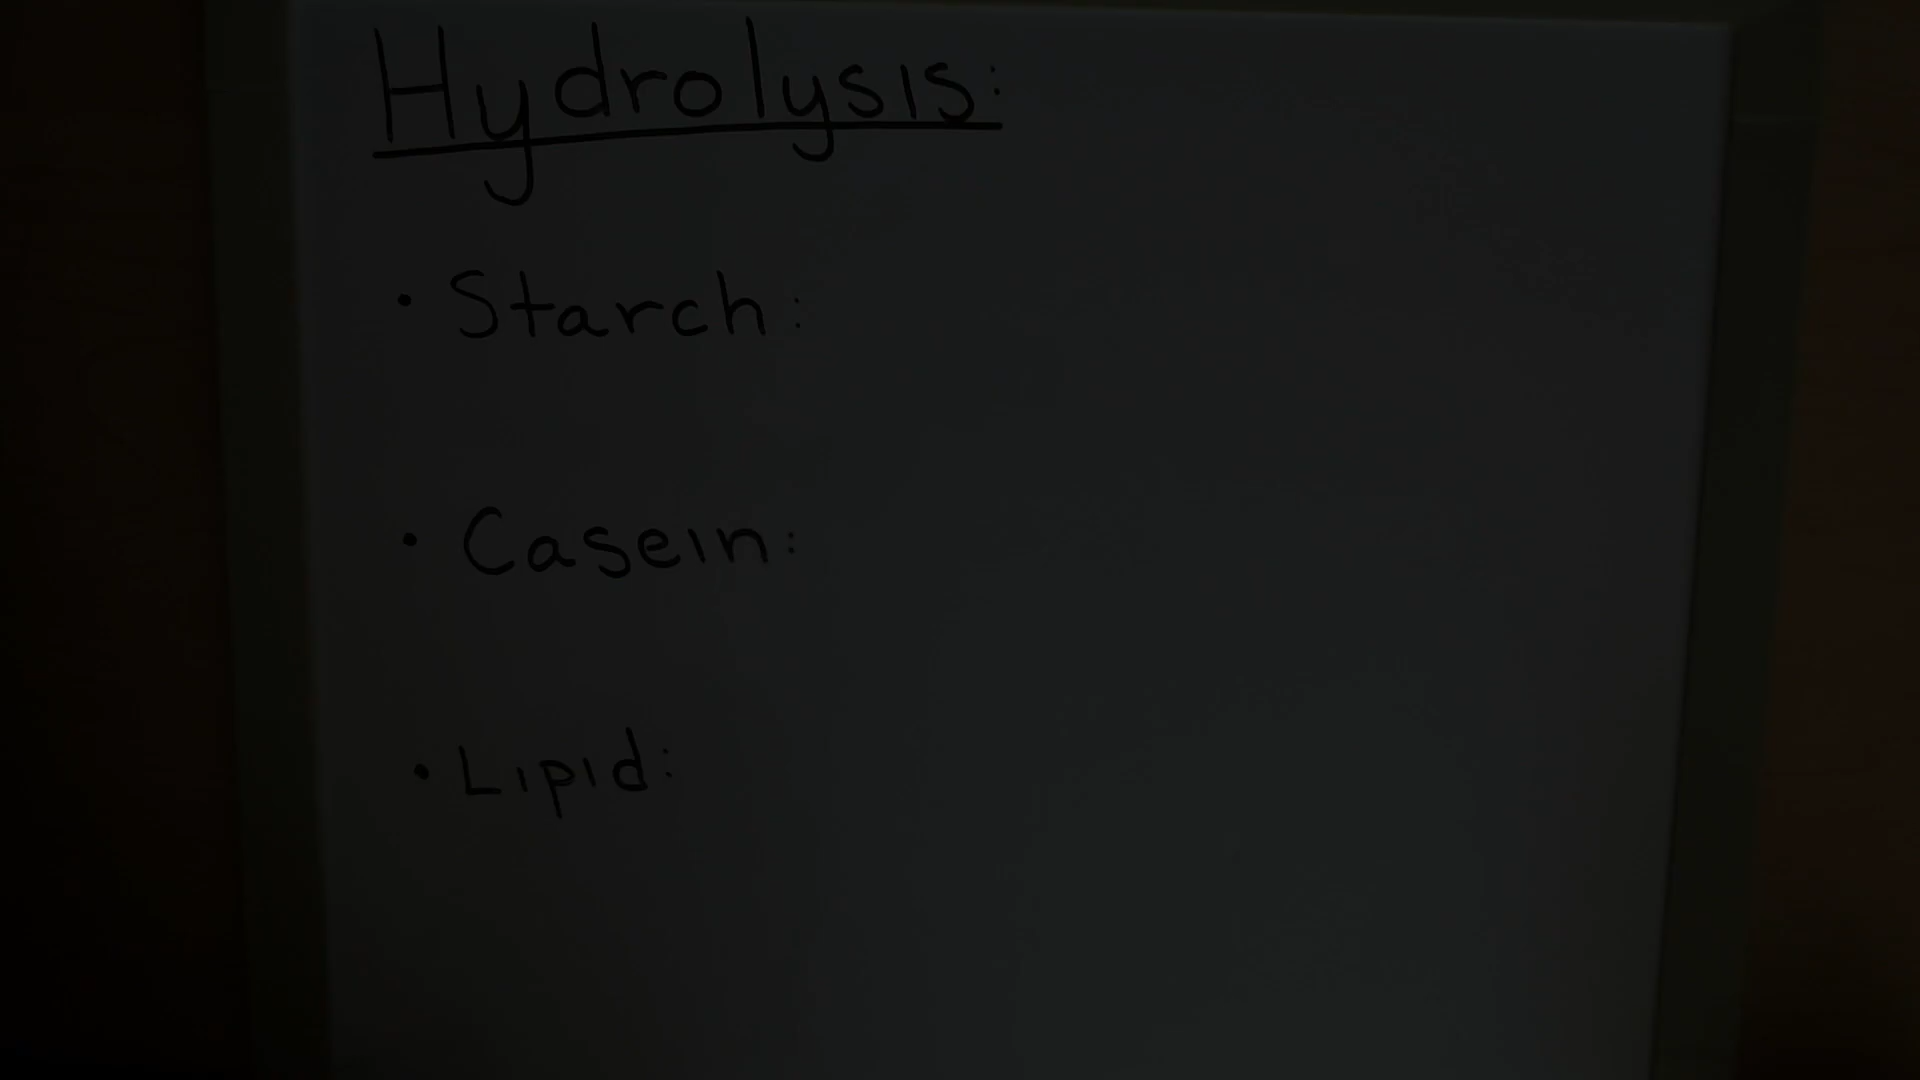 Hydrolysis:
• Starch:
• Casein:
• Lipid: